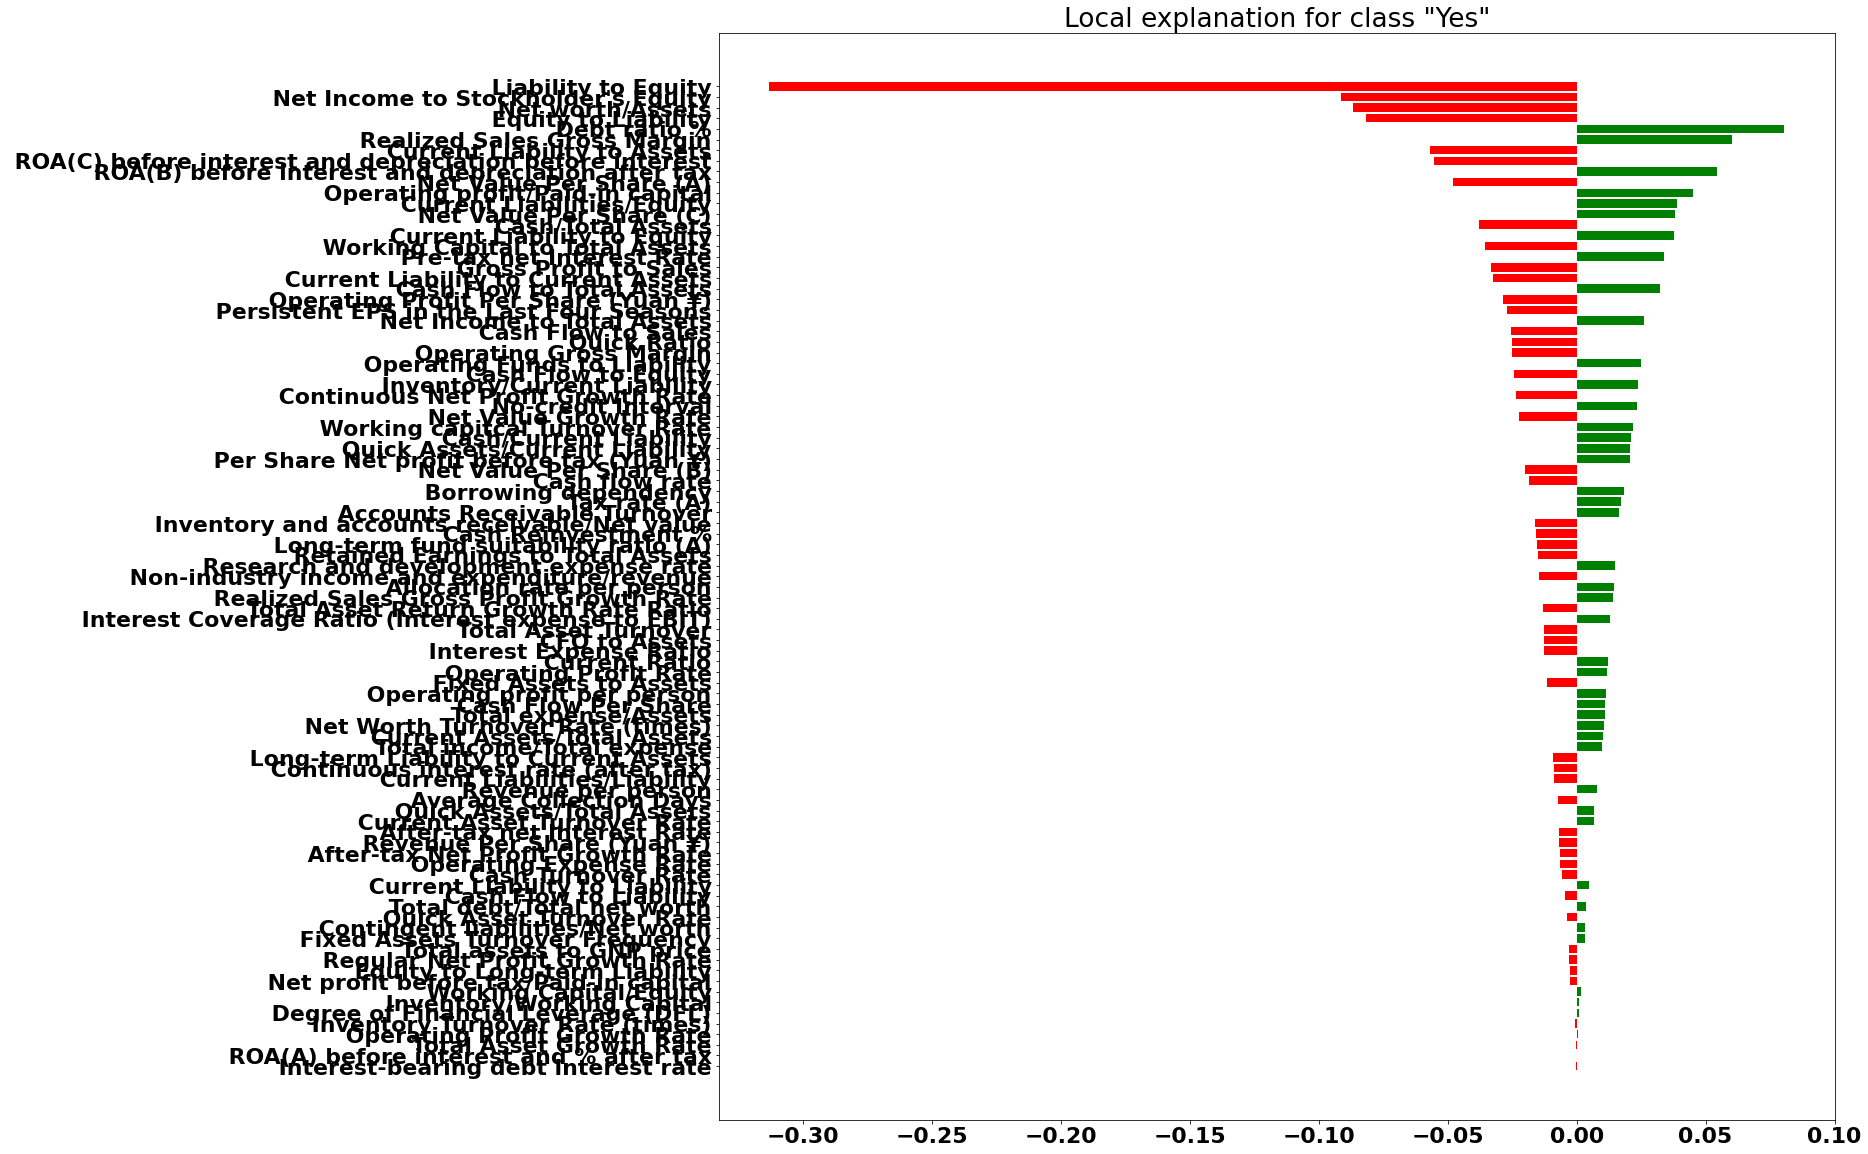 Local explanation for class "Yes"
Liability to Equity
Net Income to Stockholder's Equity
Net worth/Assets
Equity to Liability
Debt ratio %
Realized Sales Gross Margin
Current Liability to Assets
ROA(C) before interest and depreciation before interest
ROA(B) before interest and depreciation after tax
Net Value Per Share (A)
Operating profit/Paid-in capital
Current Liabilities/Equity
Net Value Per Share (C)
Cash/Total Assets
Current Liability to Equity
Working Capital to Total Assets
Pre-tax net Interest Rate
Gross Profit to Sales
Current Liability to Current Assets
Cash Flow to Total Assets
Operating Profit Per Share (Yuan ¥)
Persistent EPS in the Last Four Seasons
Net Income to Total Assets
Cash Flow to Sales
Quick Ratio
Operating Gross Margin
Operating Funds to Liability
Cash Flow to Equity
Inventory/Current Liability
Continuous Net Profit Growth Rate
No-credit Interval
Net Value Growth Rate
Working capitcal Turnover Rate
Cash/Current Liability
Quick Assets/Current Liability
Per Share Net profit before tax (Yuan ¥)
Net Value Per Share (B)
Cash flow rate
Borrowing dependency
Tax rate (A)
Accounts Receivable Turnover
Inventory and accounts receivable/Net value
Cash Reinvestment %
Long-term fund suitability ratio (A)
Retained Earnings to Total Assets
Research and development expense rate
Non-industry income and expenditure/revenue
Allocation rate per person
Realized Sales Gross Profit Growth Rate
Total Asset Return Growth Rate Ratio
Interest Coverage Ratio (Interest expense to EBIT)
Total Asset Turnover
CFO to Assets
Interest Expense Ratio
Current Ratio
Operating Profit Rate
Fixed Assets to Assets
Operating profit per person
Cash Flow Per Share
Total expense/Assets
Net Worth Turnover Rate (times)
Current Assets/Total Assets
Total income/Total expense
Long-term Liability to Current Assets
Continuous interest rate (after tax)
Current Liabilities/Liability
Revenue per person
Average Collection Days
Quick Assets/Total Assets
Current Asset Turnover Rate
After-tax net Interest Rate
Revenue Per Share (Yuan ¥)
After-tax Net Profit Growth Rate
Operating Expense Rate
Cash Turnover Rate
Current Liability to Liability
Cash Flow to Liability
Total debt/Total net worth
Quick Asset Turnover Rate
Contingent liabilities/Net worth
Fixed Assets Turnover Frequency
Total assets to GNP price
Regular Net Profit Growth Rate
Equity to Long-term Liability
Net profit before tax/Paid-in capital
Working Capital/Equity
Inventory/Working Capital
Degree of Financial Leverage (DFL)
Inventory Turnover Rate (times)
Operating Profit Growth Rate
Total Asset Growth Rate
ROA(A) before interest and % after tax
Interest-bearing debt interest rate
−0.30 −0.25 −0.20 −0.15 −0.10 −0.05 0.00 0.05 0.10